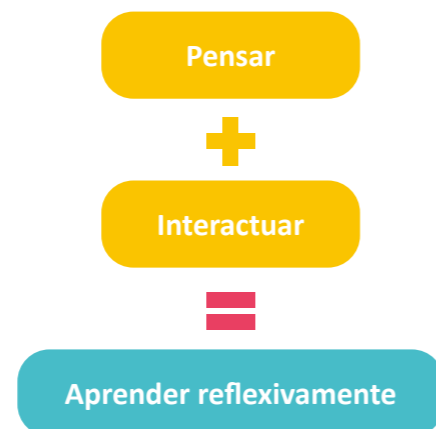 Pensar
+
Interactuar
=
Aprender reflexivamente